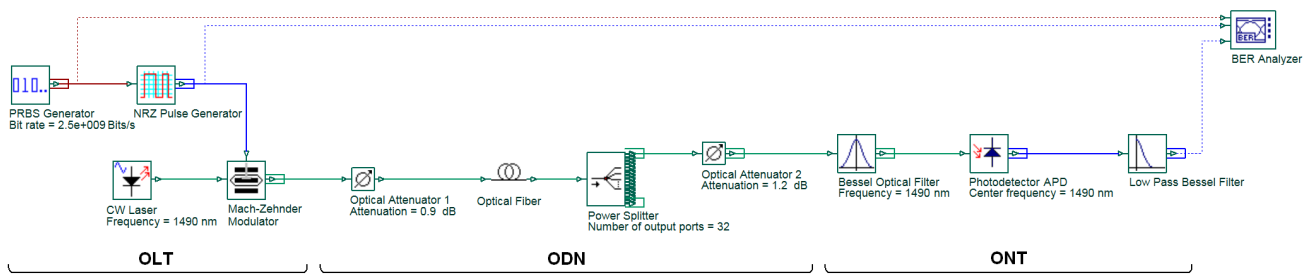 BER
BER Analyzer
010..
PRBS Generator
Bit rate = 2.5e+009 Bits/s
NRZ Pulse Generator
CW Laser
Frequency = 1490 nm
Mach-Zehnder
Modulator
Optical Attenuator 1
Attenuation = 0.9 dB
Optical Fiber
Power Splitter
Number of output ports = 32
Optical Attenuator 2
Attenuation = 1.2 dB
Bessel Optical Filter
Frequency = 1490 nm
Photodetector APD
Center frequency = 1490 nm
Low Pass Bessel Filter
OLT
ODN
ONT